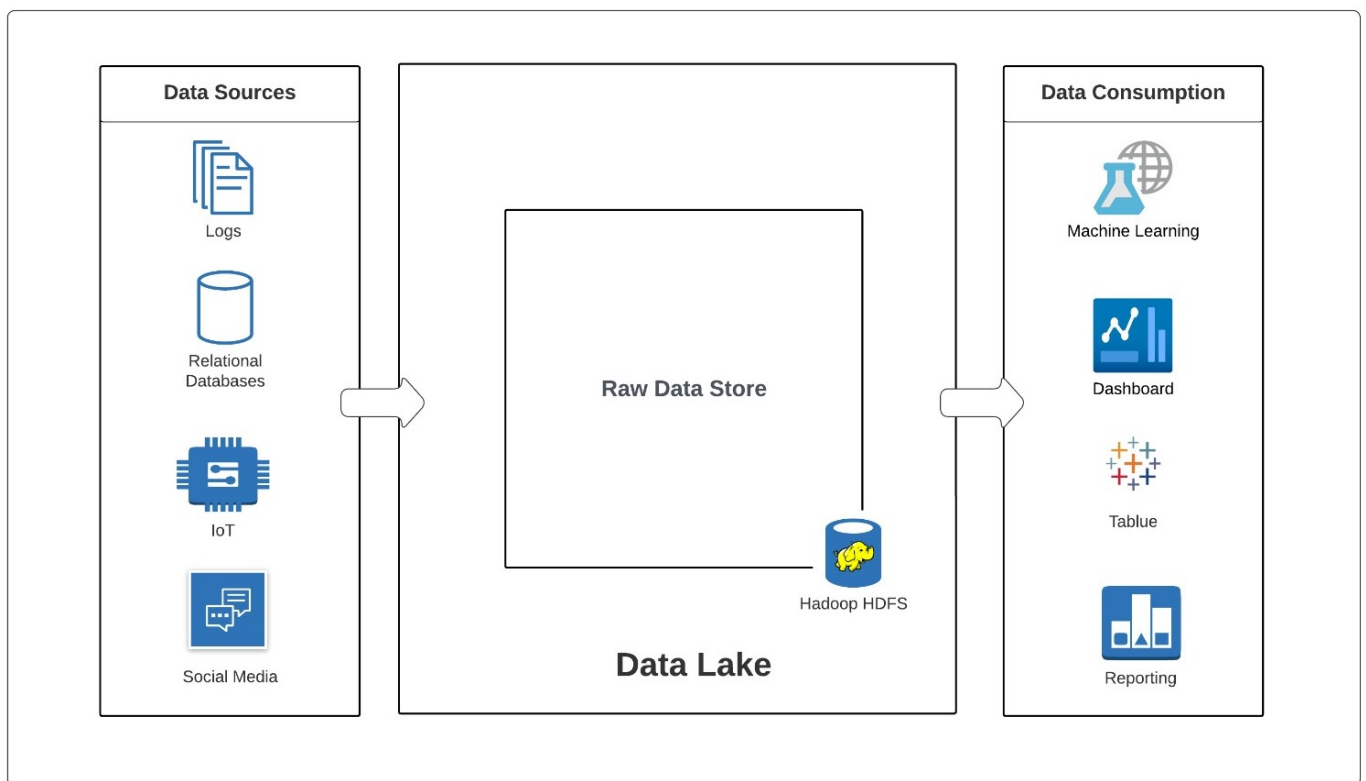 Data Sources
Logs
Relational
Databases
IoT
Social Media
Raw Data Store
Hadoop HDFS
Data Lake
Data Consumption
Machine Learning
Dashboard
Tablue
Reporting